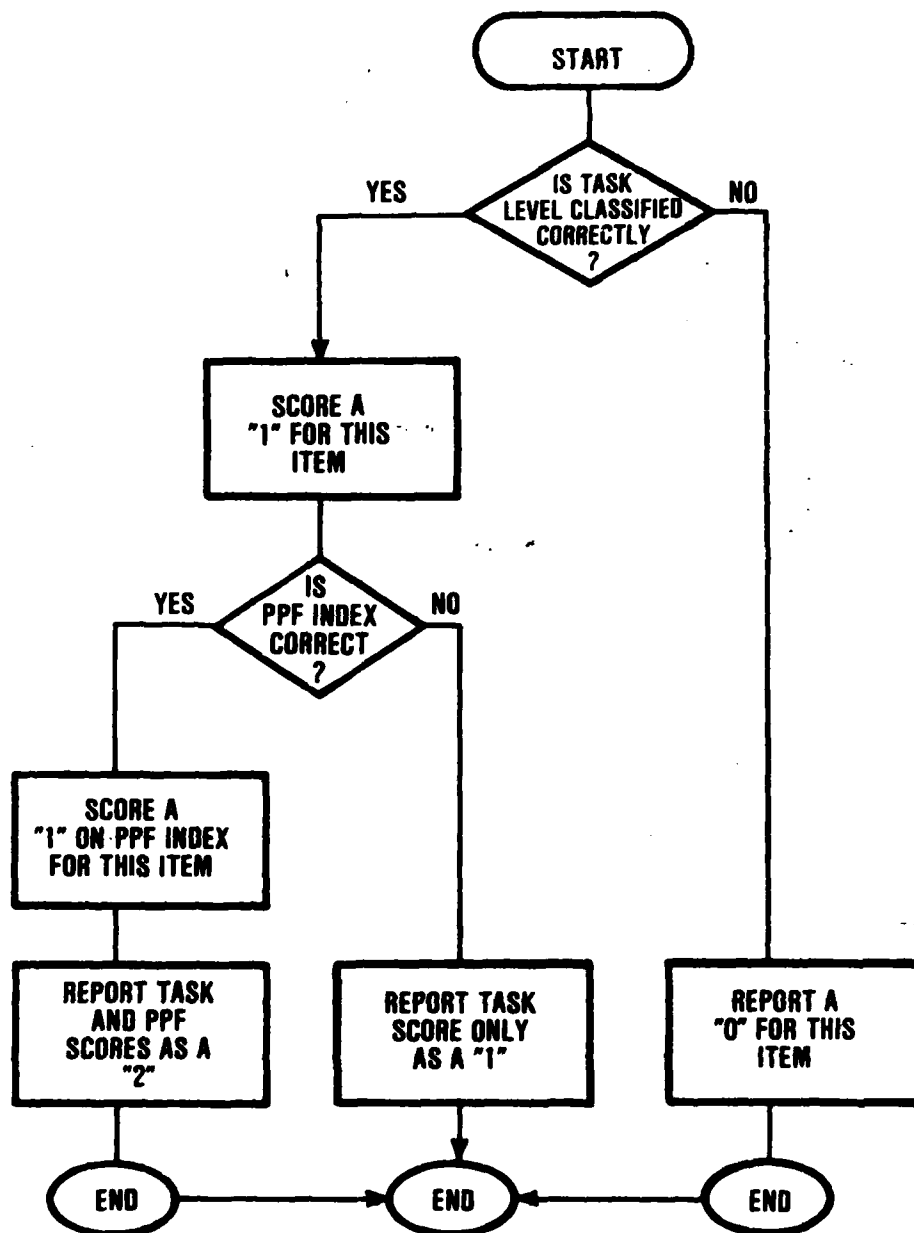 START
IS TASK
LEVEL CLASSIFIED
CORRECTLY
?
YES
NO
SCORE A
"1" FOR THIS
ITEM
IS
PPF INDEX
CORRECT
?
YES
NO
SCORE A
"1" ON PPF INDEX
FOR THIS ITEM
REPORT TASK
AND PPF
SCORES AS A
"2"
REPORT TASK
SCORE ONLY
AS A "1"
REPORT A
"0" FOR THIS
ITEM
END
END
END